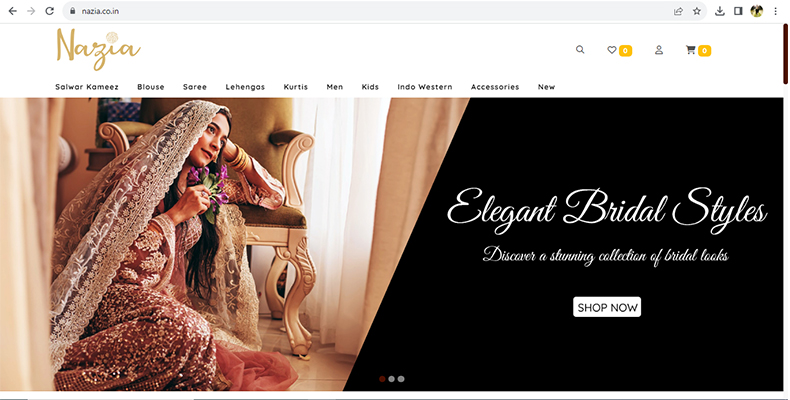 nazia.co.in
Nazia
0 0
Salwar Kameez Blouse Saree Lehengas Kurtis Men Kids Indo Western Accessories New
Elegant Bridal Styles
Discover a stunning collection of bridal looks
SHOP NOW